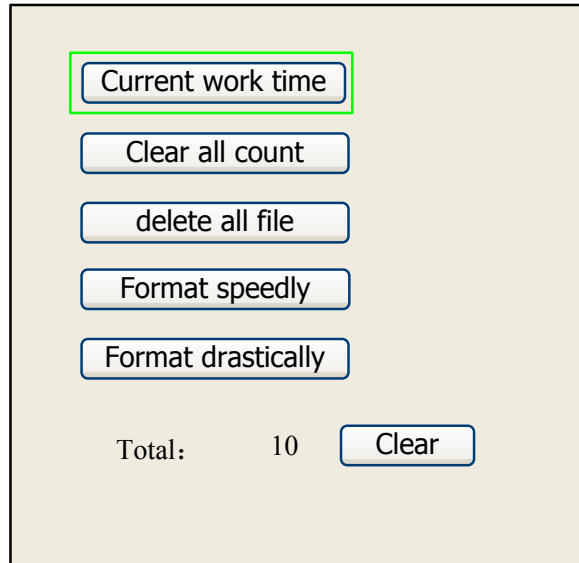 Current work time
Clear all count
delete all file
Format speedly
Format drastically
Total： 10 Clear